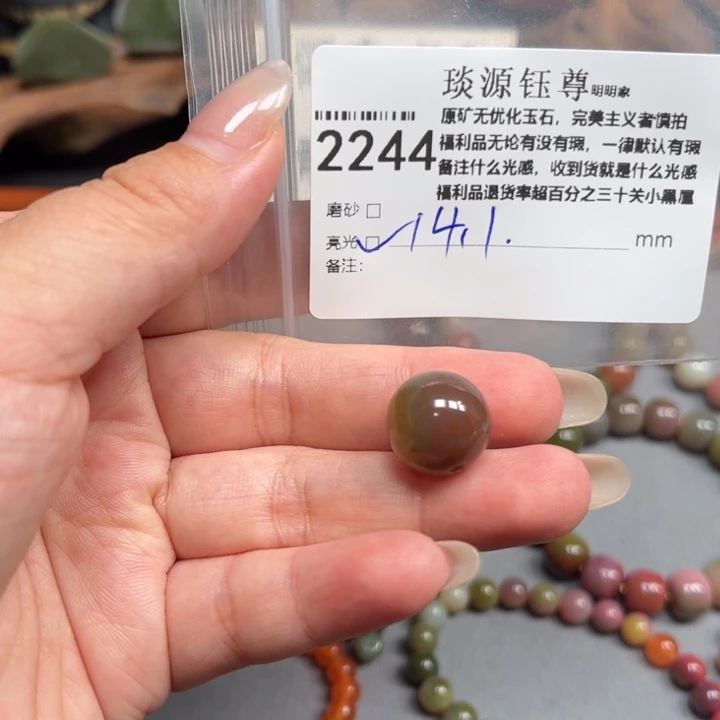 琰源钰尊明明家
原矿无优化玉石，完美主义者慎拍
2244
福利品无论有没有瑕，一律默认有瑕
备注什么光感，收到货就是什么光感
福利品退货率超百分之三十关小黑屋
磨砂 □
亮光 □ ✓ 14.1. mm
备注：